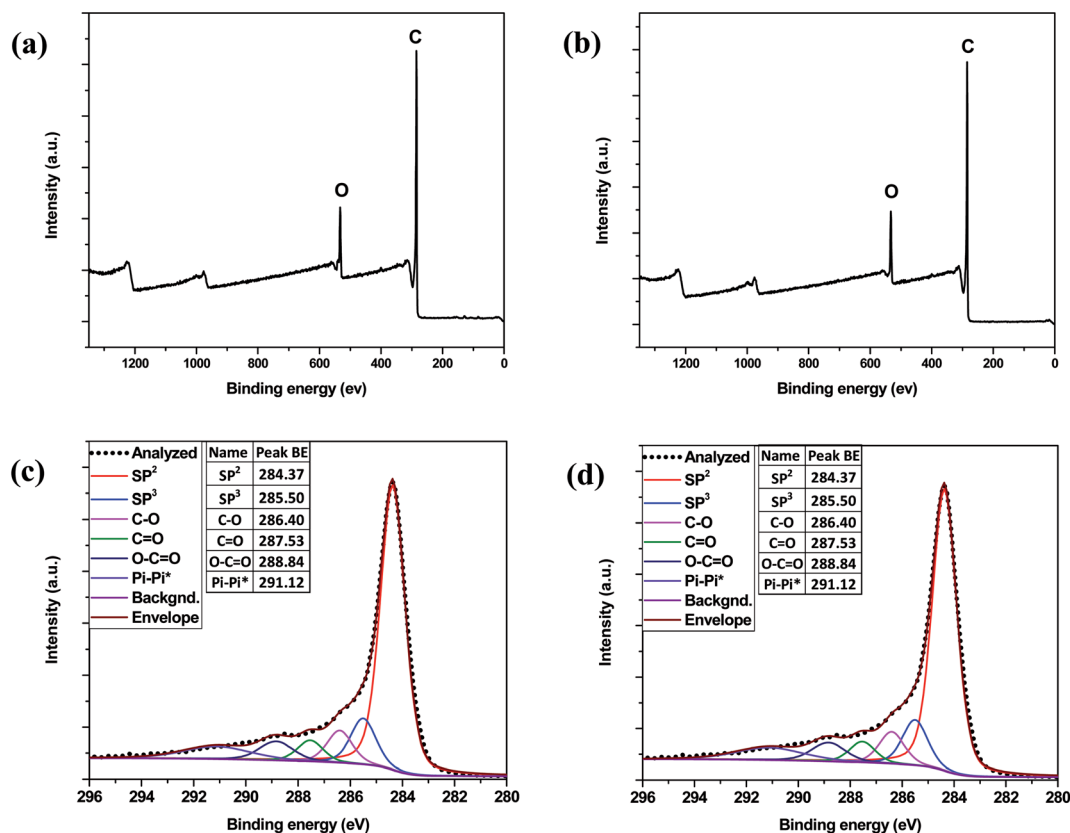 (a)
C
O
Intensity (a.u.)
1200 1000 800 600 400 200 0
Binding energy (ev)
(b)
C
O
Intensity (a.u.)
1200 1000 800 600 400 200 0
Binding energy (ev)
(c)
Analyzed
SP²
SP³
C-O
C=O
O-C=O
Pi-Pi*
Backgnd.
Envelope
Name Peak BE
SP² 284.37
SP³ 285.50
C-O 286.40
C=O 287.53
O-C=O 288.84
Pi-Pi* 291.12
Intensity (a.u.)
296 294 292 290 288 286 284 282 280
Binding energy (eV)
(d)
Analyzed
SP²
SP³
C-O
C=O
O-C=O
Pi-Pi*
Backgnd.
Envelope
Name Peak BE
SP² 284.37
SP³ 285.50
C-O 286.40
C=O 287.53
O-C=O 288.84
Pi-Pi* 291.12
Intensity (a.u.)
296 294 292 290 288 286 284 282 280
Binding energy (eV)